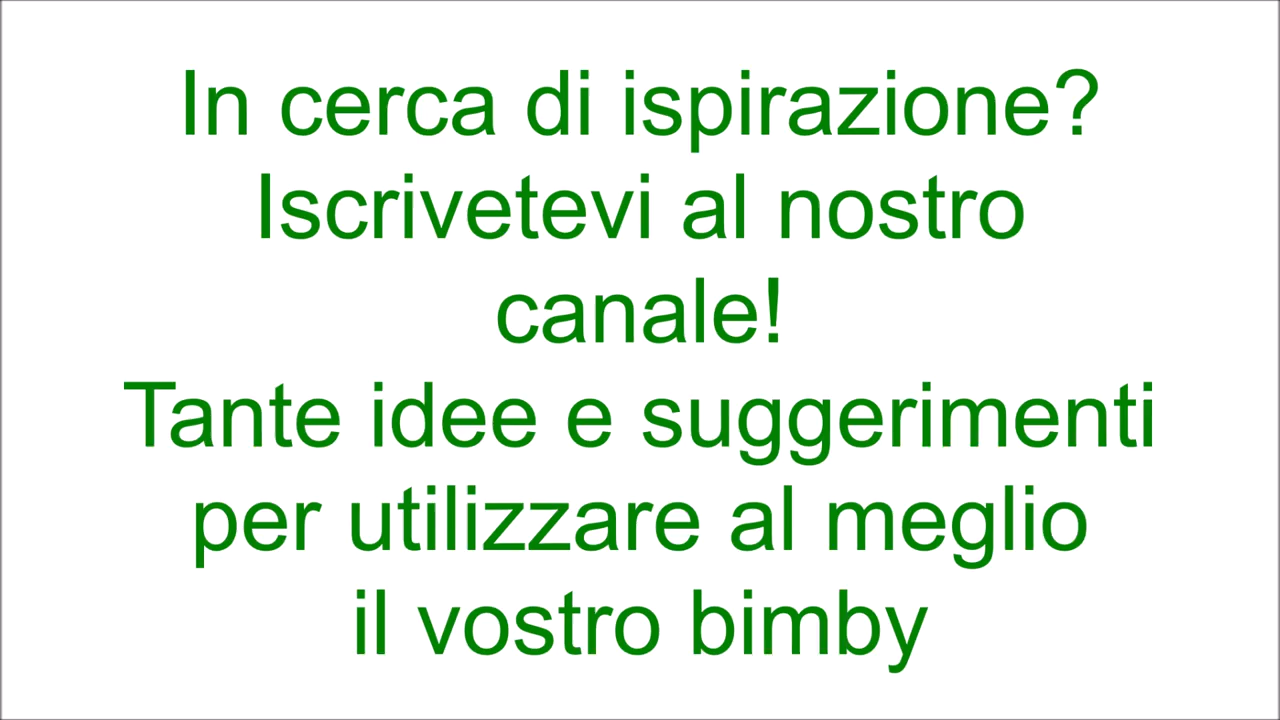 In cerca di ispirazione?
Iscrivetevi al nostro
canale!
Tante idee e suggerimenti
per utilizzare al meglio
il vostro bimby